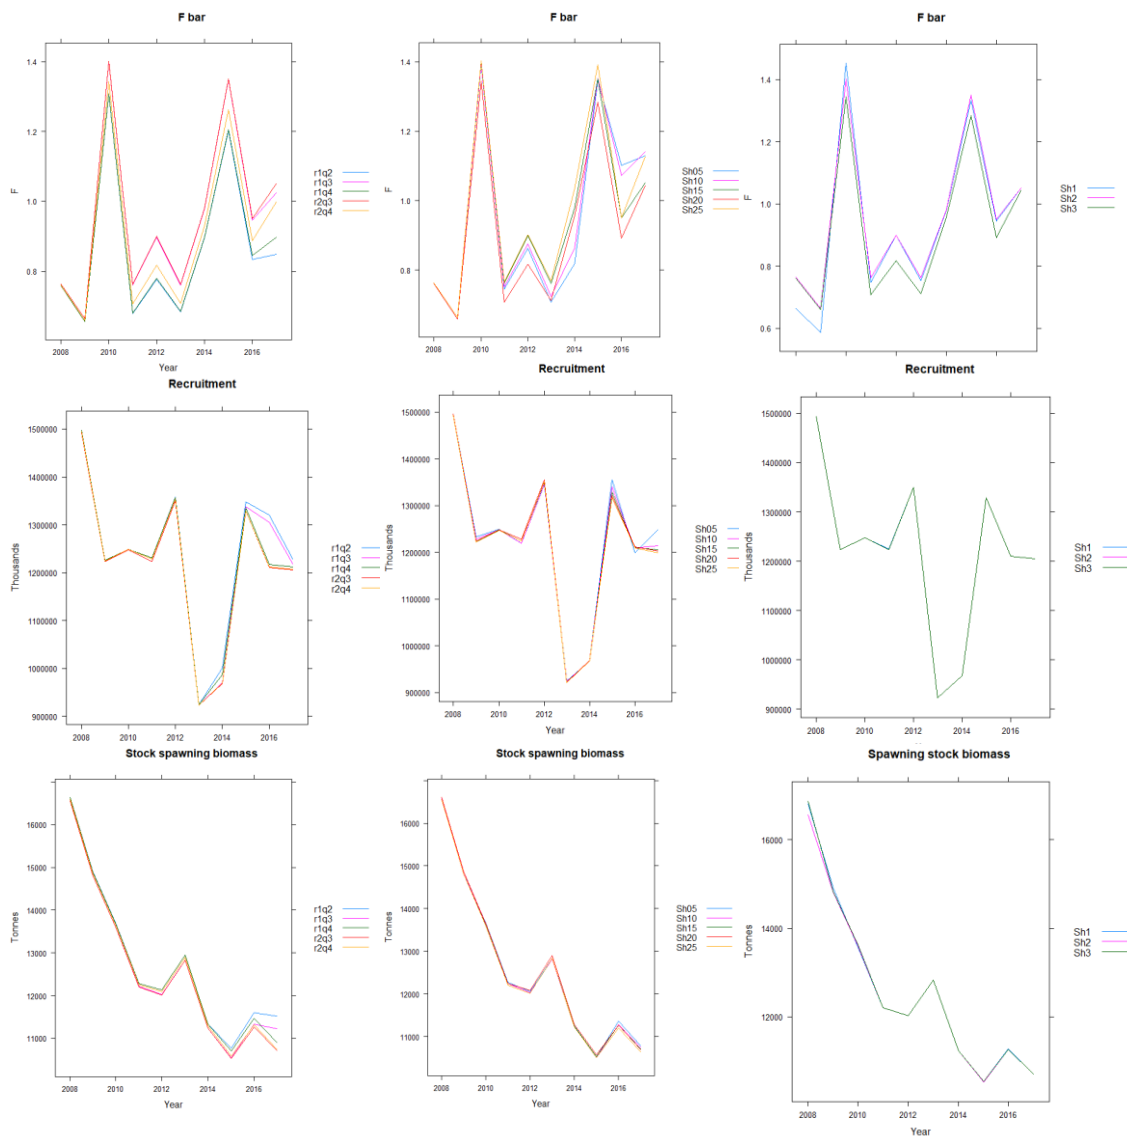 F bar
F bar
F bar
1.4
1.2
1.0
0.8
F
2008
2010
2012
2014
2016
Year
r1q2
r1q3
r1q4
r2q3
r2q4
1.4
1.2
1.0
0.8
F
2008
2010
2012
2014
2016
Sh05
Sh10
Sh15
Sh20
Sh25
1.4
1.2
1.0
0.8
0.6
F
Sh1
Sh2
Sh3
Recruitment
Recruitment
Recruitment
1500000
1400000
1300000
1200000
1100000
1000000
900000
Thousands
2008
2010
2012
2014
2016
r1q2
r1q3
r1q4
r2q3
r2q4
1500000
1400000
1300000
1200000
1100000
1000000
900000
Thousands
2008
2010
2012
2014
2016
Year
Sh05
Sh10
Sh15
Sh20
Sh25
1500000
1400000
1300000
1200000
1100000
1000000
900000
Thousands
2008
2010
2012
2014
2016
Sh1
Sh2
Sh3
Stock spawning biomass
Stock spawning biomass
Spawning stock biomass
16000
15000
14000
13000
12000
11000
Tonnes
2008
2010
2012
2014
2016
Year
r1q2
r1q3
r1q4
r2q3
r2q4
16000
15000
14000
13000
12000
11000
Tonnes
2008
2010
2012
2014
2016
Year
Sh05
Sh10
Sh15
Sh20
Sh25
16000
14000
12000
Tonnes
2008
2010
2012
2014
2016
Year
Sh1
Sh2
Sh3